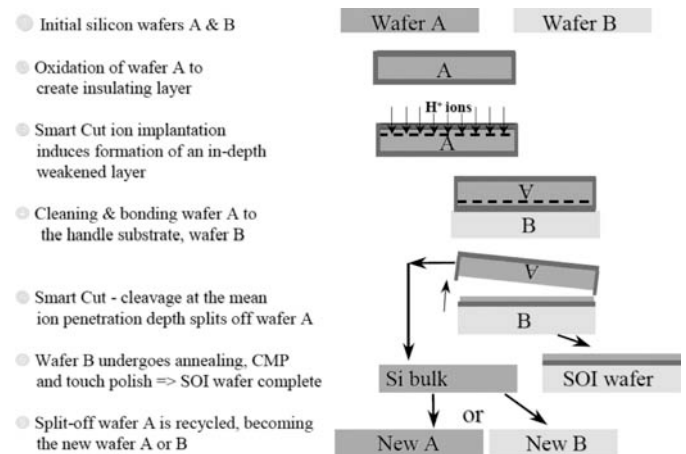 Initial silicon wafers A & B
Wafer A
Wafer B
Oxidation of wafer A to
create insulating layer
A
Smart Cut ion implantation
induces formation of an in-depth
weakened layer
H+ ions
A
Cleaning & bonding wafer A to
the handle substrate, wafer B
A
B
Smart Cut - cleavage at the mean
ion penetration depth splits off wafer A
A
B
Wafer B undergoes annealing, CMP
and touch polish => SOI wafer complete
Si bulk
SOI wafer
Split-off wafer A is recycled, becoming
the new wafer A or B
or
New A
New B